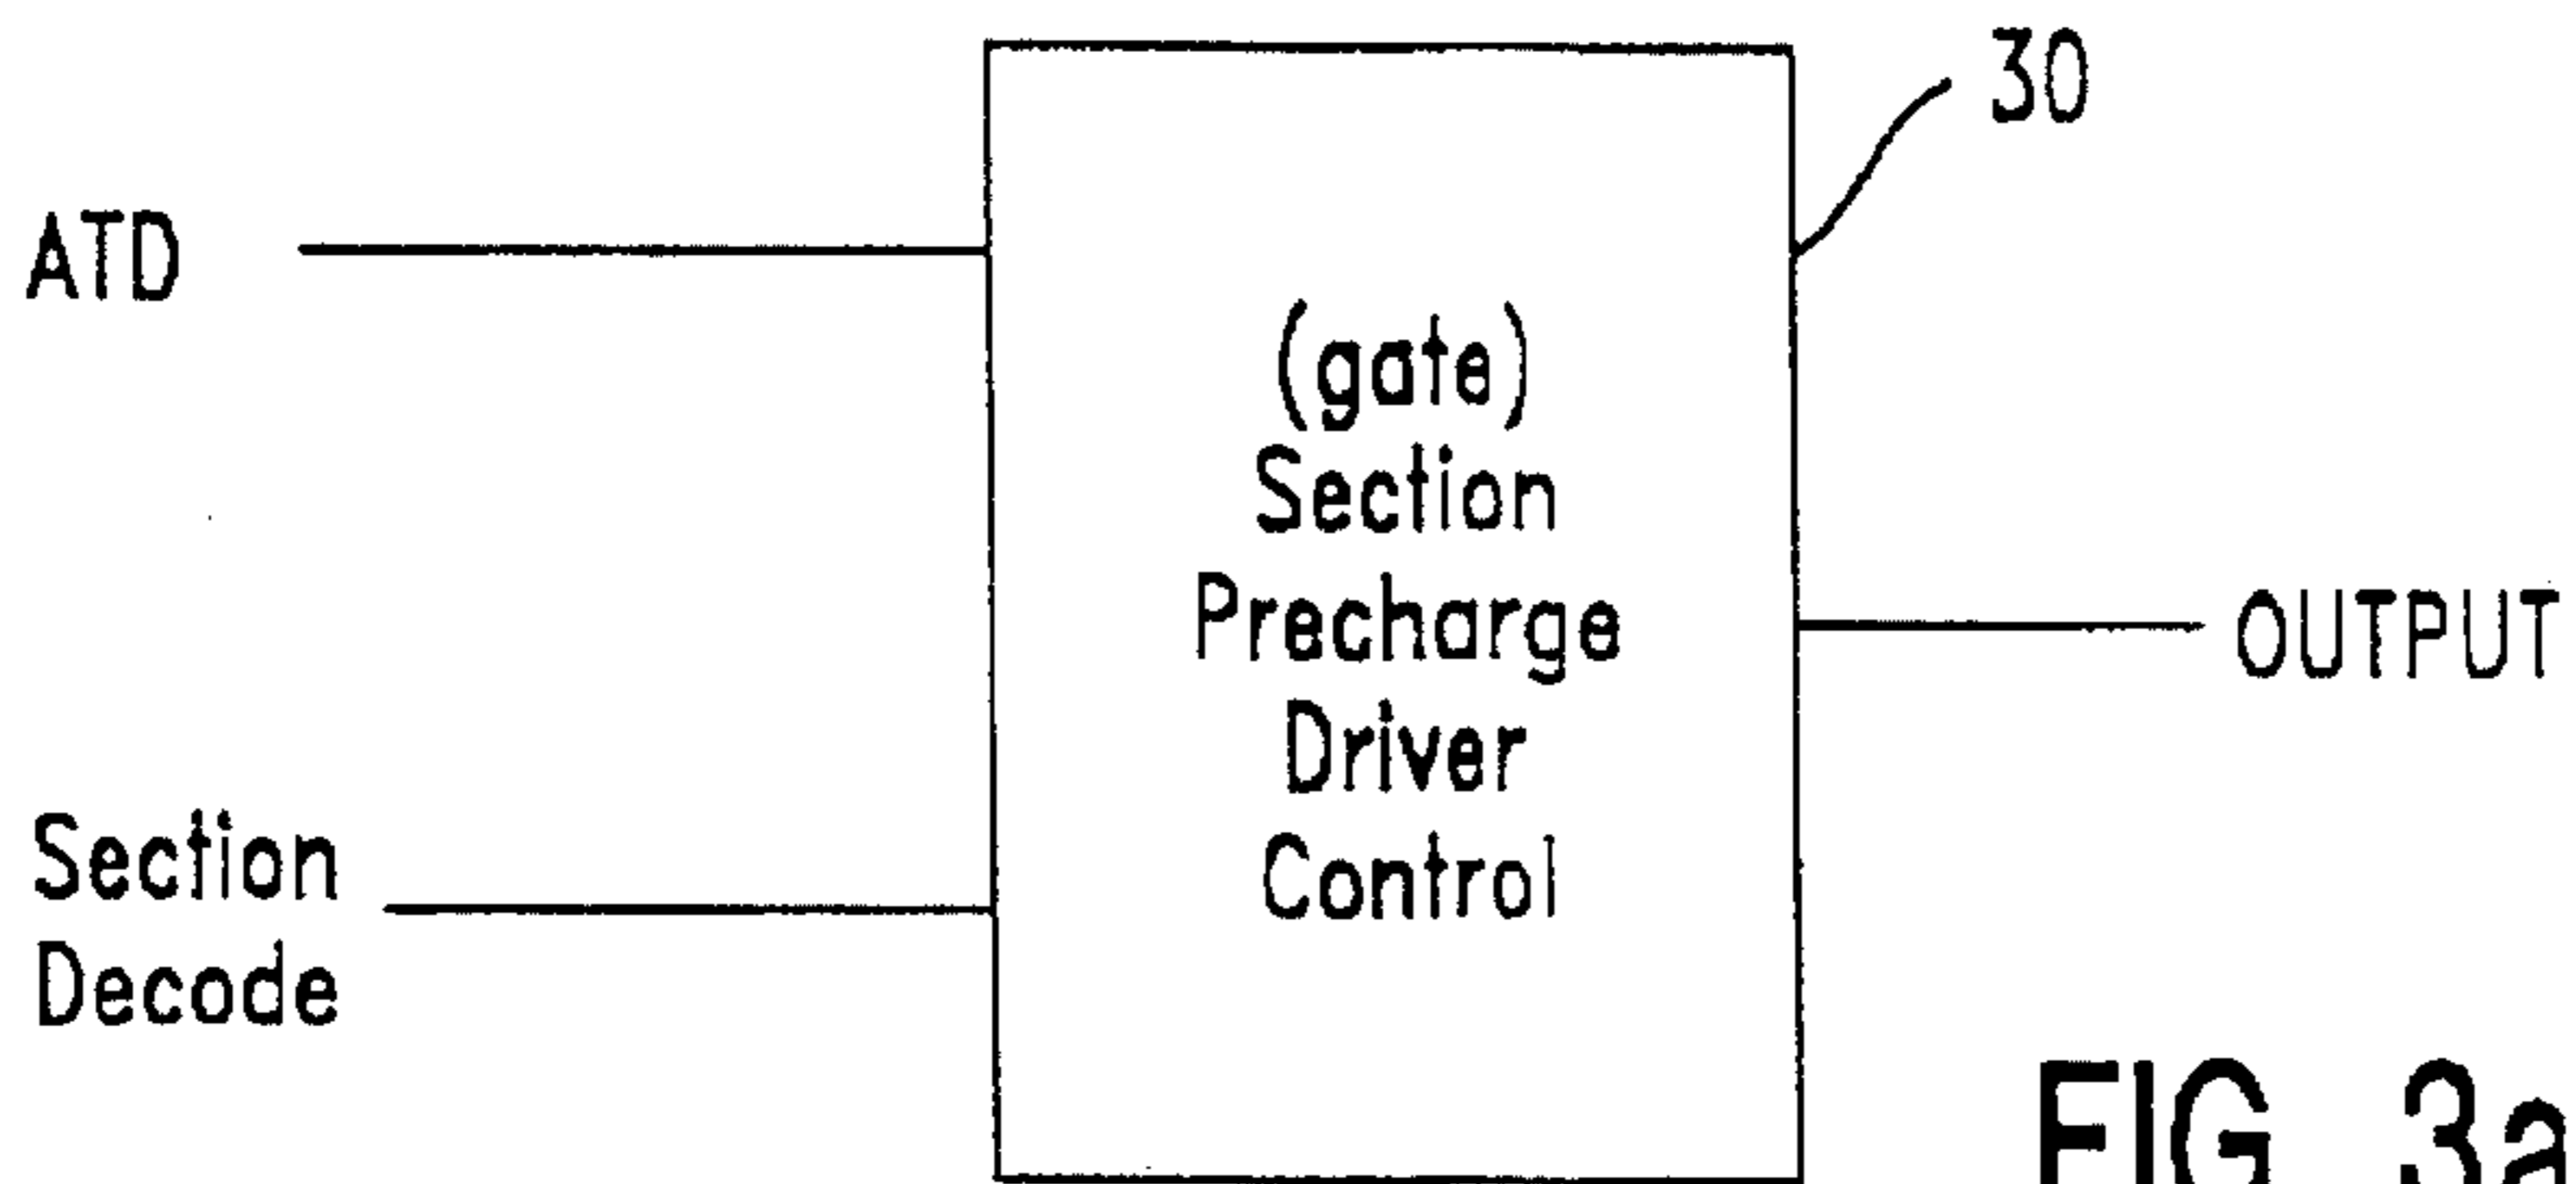 30
ATD
(gate)
Section
Precharge
Driver
Control
OUTPUT
Section
Decode
FIG. 3a